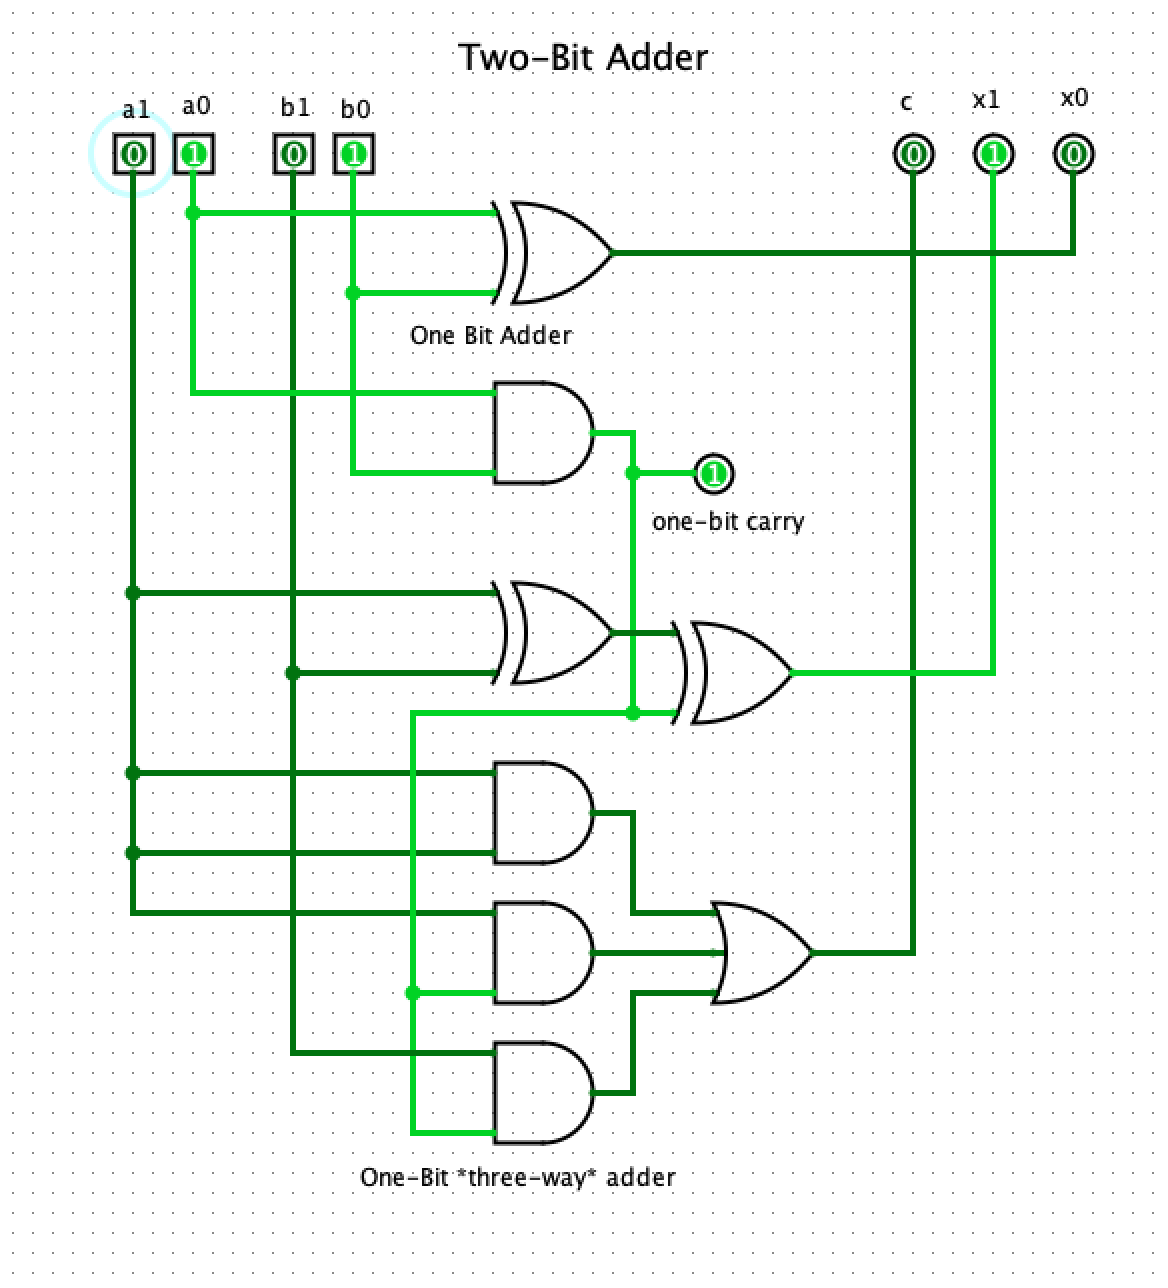 Two-Bit Adder
a1 a0 b1 b0 c x1 x0
0 1 0 1 0 1 0
One Bit Adder
1
one-bit carry
One-Bit *three-way* adder